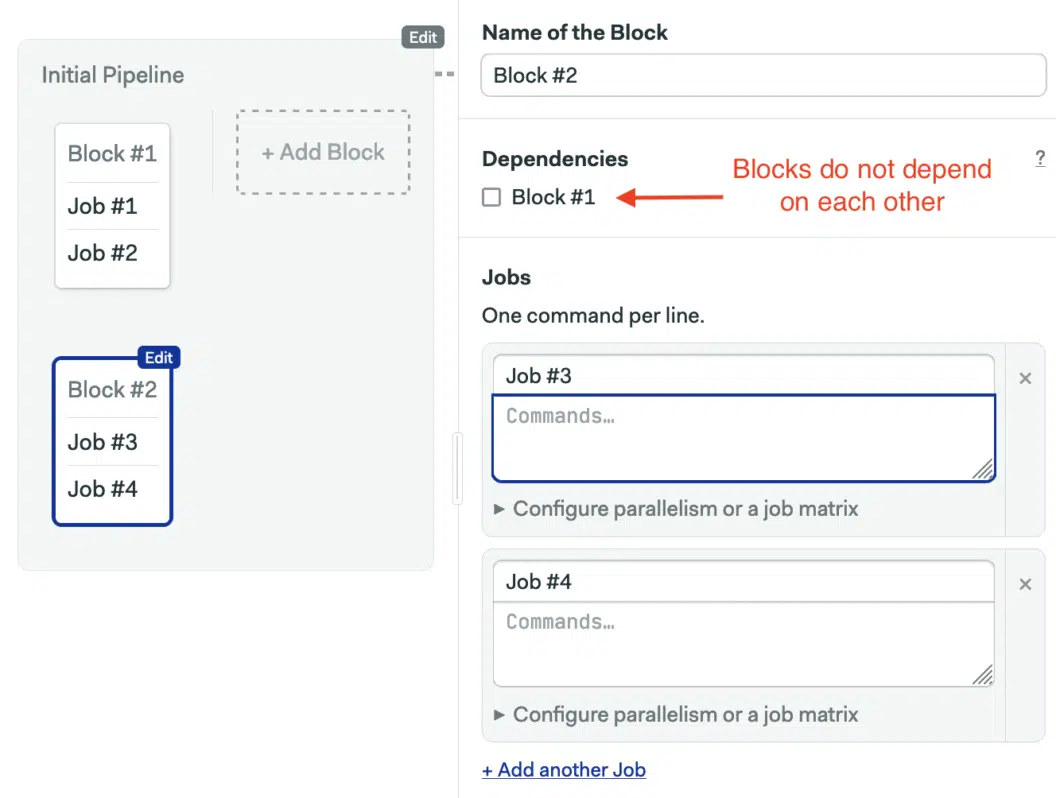 Edit
Initial Pipeline
Block #1
Job #1
Job #2
+ Add Block
Edit
Block #2
Job #3
Job #4
Name of the Block
Block #2
Dependencies
?
Block #1
Blocks do not depend
on each other
Jobs
One command per line.
Job #3
×
Commands…
▸ Configure parallelism or a job matrix
Job #4
×
Commands…
▸ Configure parallelism or a job matrix
+ Add another Job